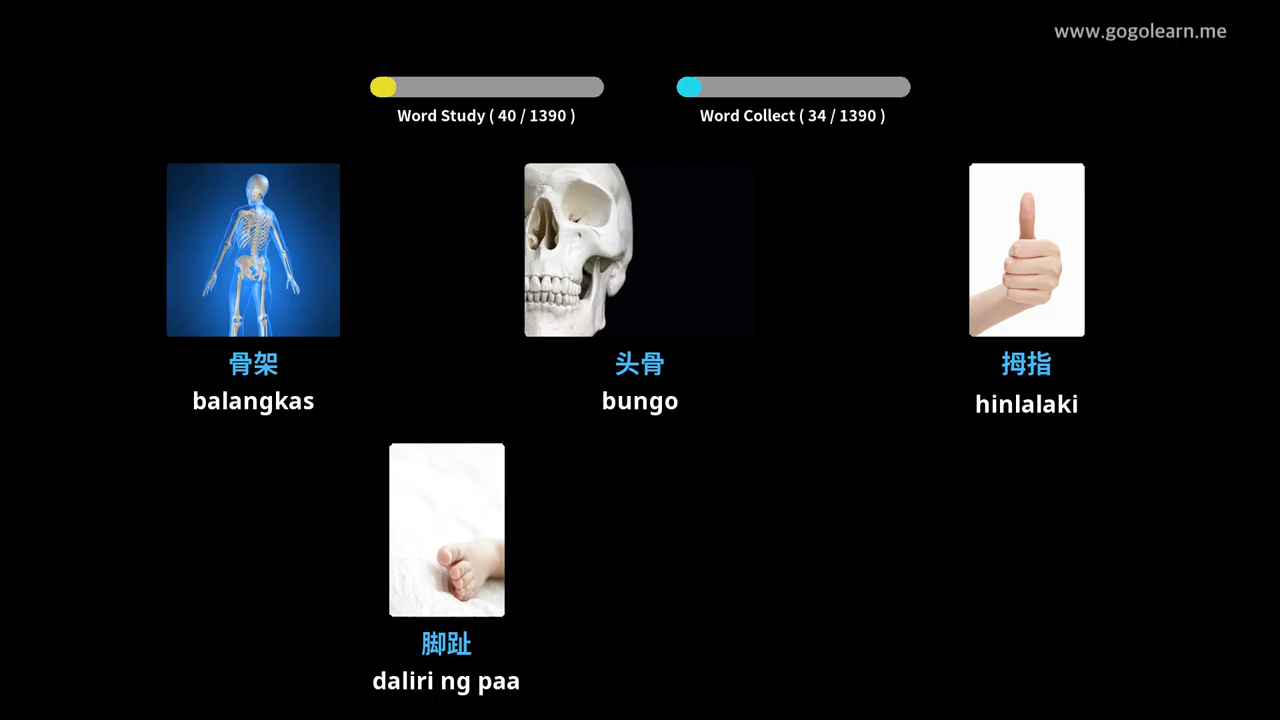 www.gogolearn.me
Word Study ( 40 / 1390 )
Word Collect ( 34 / 1390 )
骨架
balangkas
头骨
bungo
拇指
hinlalaki
脚趾
daliri ng paa